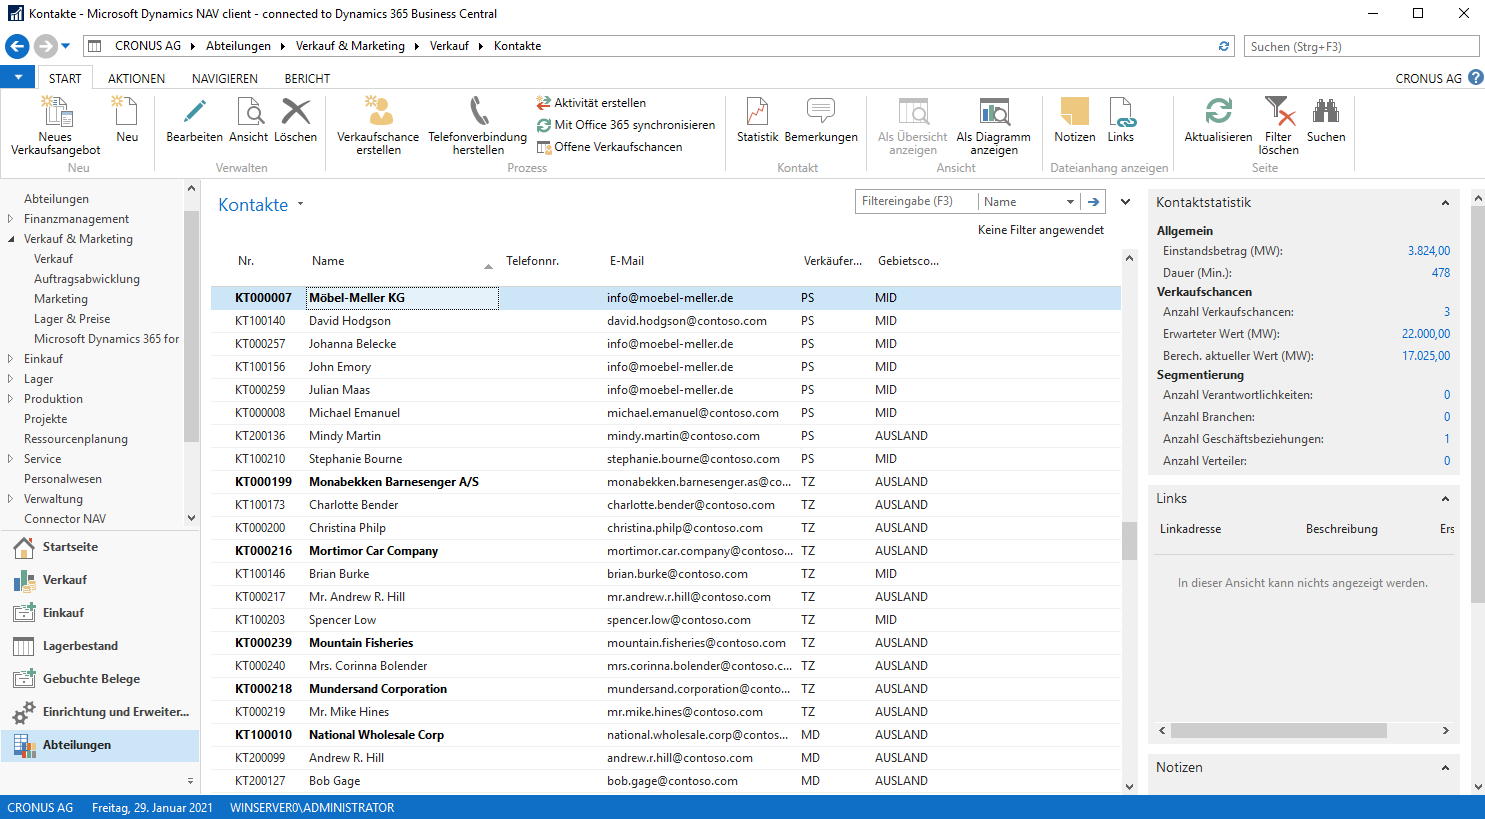 Kontakte - Microsoft Dynamics NAV client - connected to Dynamics 365 Business Central
CRONUS AG Abteilungen Verkauf & Marketing Verkauf Kontakte
Suchen (Strg+F3)
START AKTIONEN NAVIGIEREN BERICHT
CRONUS AG
Neues Verkaufsangebot
Neu
Neu
Bearbeiten
Ansicht
Löschen
Verwalten
Verkaufschance erstellen
Telefonverbindung herstellen
Aktivität erstellen
Mit Office 365 synchronisieren
Offene Verkaufschancen
Prozess
Statistik
Bemerkungen
Kontakt
Als Übersicht anzeigen
Als Diagramm anzeigen
Ansicht
Notizen
Links
Dateianhang anzeigen
Aktualisieren
Filter löschen
Suchen
Seite
Abteilungen
Finanzmanagement
Verkauf & Marketing
Verkauf
Auftragsabwicklung
Marketing
Lager & Preise
Microsoft Dynamics 365 for
Einkauf
Lager
Produktion
Projekte
Ressourcenplanung
Service
Personalwesen
Verwaltung
Connector NAV
Startseite
Verkauf
Einkauf
Lagerbestand
Gebuchte Belege
Einrichtung und Erweiter...
Abteilungen
Kontakte
Filtereingabe (F3) Name
Keine Filter angewendet
Nr. Name Telefonnr. E-Mail Verkäufer... Gebietsco...
KT000007 Möbel-Meller KG info@moebel-meller.de PS MID
KT100140 David Hodgson david.hodgson@contoso.com PS MID
KT000257 Johanna Belecke info@moebel-meller.de PS MID
KT100156 John Emory info@moebel-meller.de PS MID
KT000259 Julian Maas info@moebel-meller.de PS MID
KT000008 Michael Emanuel michael.emanuel@contoso.com PS MID
KT200136 Mindy Martin mindy.martin@contoso.com PS AUSLAND
KT100210 Stephanie Bourne stephanie.bourne@contoso.com PS MID
KT000199 Monabekken Barnesenger A/S monabekken.barnesenger.as@co... TZ AUSLAND
KT100173 Charlotte Bender charlotte.bender@contoso.com TZ AUSLAND
KT000200 Christina Philp christina.philp@contoso.com TZ AUSLAND
KT000216 Mortimor Car Company mortimor.car.company@contoso... TZ AUSLAND
KT100146 Brian Burke brian.burke@contoso.com TZ MID
KT000217 Mr. Andrew R. Hill mr.andrew.r.hill@contoso.com TZ AUSLAND
KT100203 Spencer Low spencer.low@contoso.com TZ MID
KT000239 Mountain Fisheries mountain.fisheries@contoso.com TZ AUSLAND
KT000240 Mrs. Corinna Bolender mrs.corinna.bolender@contoso.c... TZ AUSLAND
KT000218 Mundersand Corporation mundersand.corporation@conto... TZ AUSLAND
KT000219 Mr. Mike Hines mr.mike.hines@contoso.com TZ AUSLAND
KT100010 National Wholesale Corp national.wholesale.corp@contos... MD AUSLAND
KT200099 Andrew R. Hill andrew.r.hill@contoso.com MD AUSLAND
KT200127 Bob Gage bob.gage@contoso.com MD AUSLAND
Kontaktstatistik
Allgemein
Einstandsbetrag (MW): 3.824,00
Dauer (Min.): 478
Verkaufschancen
Anzahl Verkaufschancen: 3
Erwarteter Wert (MW): 22.000,00
Berech. aktueller Wert (MW): 17.025,00
Segmentierung
Anzahl Verantwortlichkeiten: 0
Anzahl Branchen: 0
Anzahl Geschäftsbeziehungen: 1
Anzahl Verteiler: 0
Links
Linkadresse Beschreibung Ers
In dieser Ansicht kann nichts angezeigt werden.
Notizen
CRONUS AG Freitag, 29. Januar 2021 WINSERVER0\ADMINISTRATOR